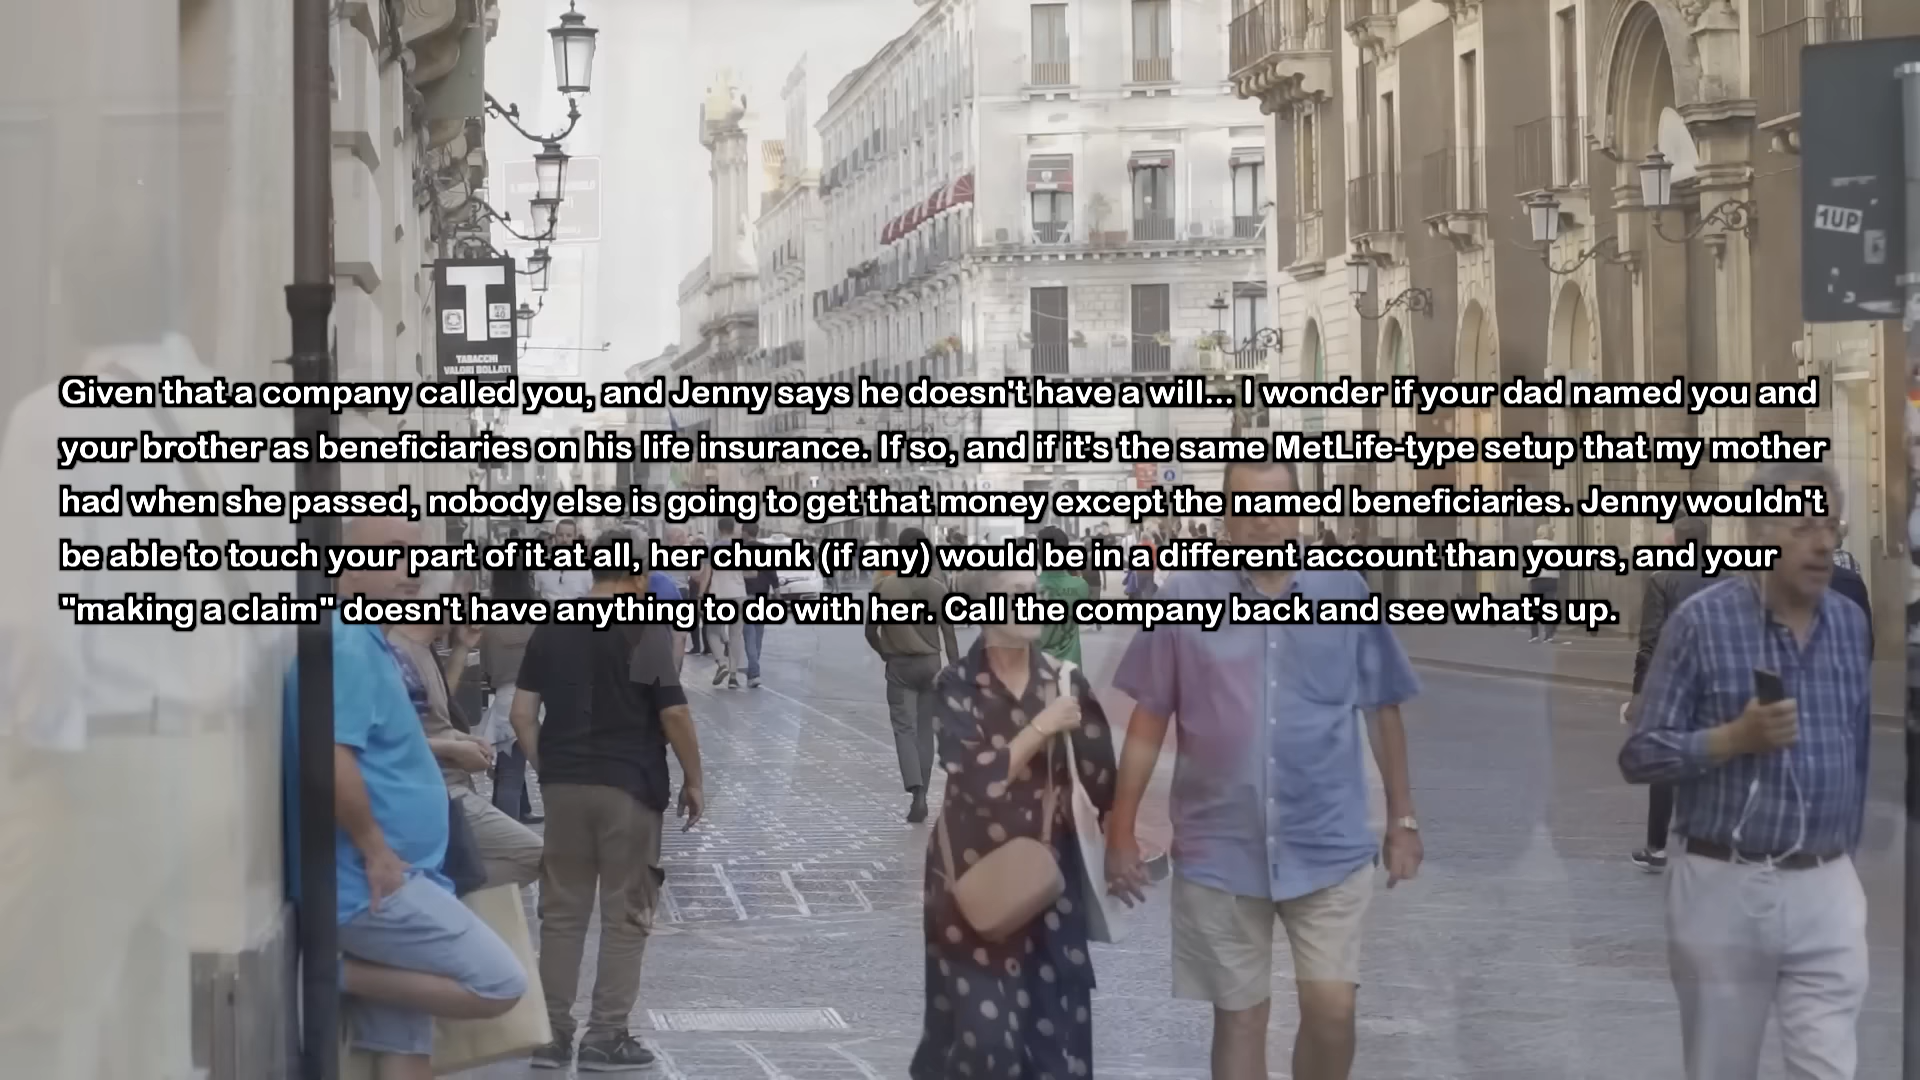 1UP
T
TABACCHI
VALORI BOLLATI
Given that a company called you, and Jenny says he doesn't have a will... I wonder if your dad named you and
your brother as beneficiaries on his life insurance. If so, and if it's the same MetLife-type setup that my mother
had when she passed, nobody else is going to get that money except the named beneficiaries. Jenny wouldn't
be able to touch your part of it at all, her chunk (if any) would be in a different account than yours, and your
"making a claim" doesn't have anything to do with her. Call the company back and see what's up.